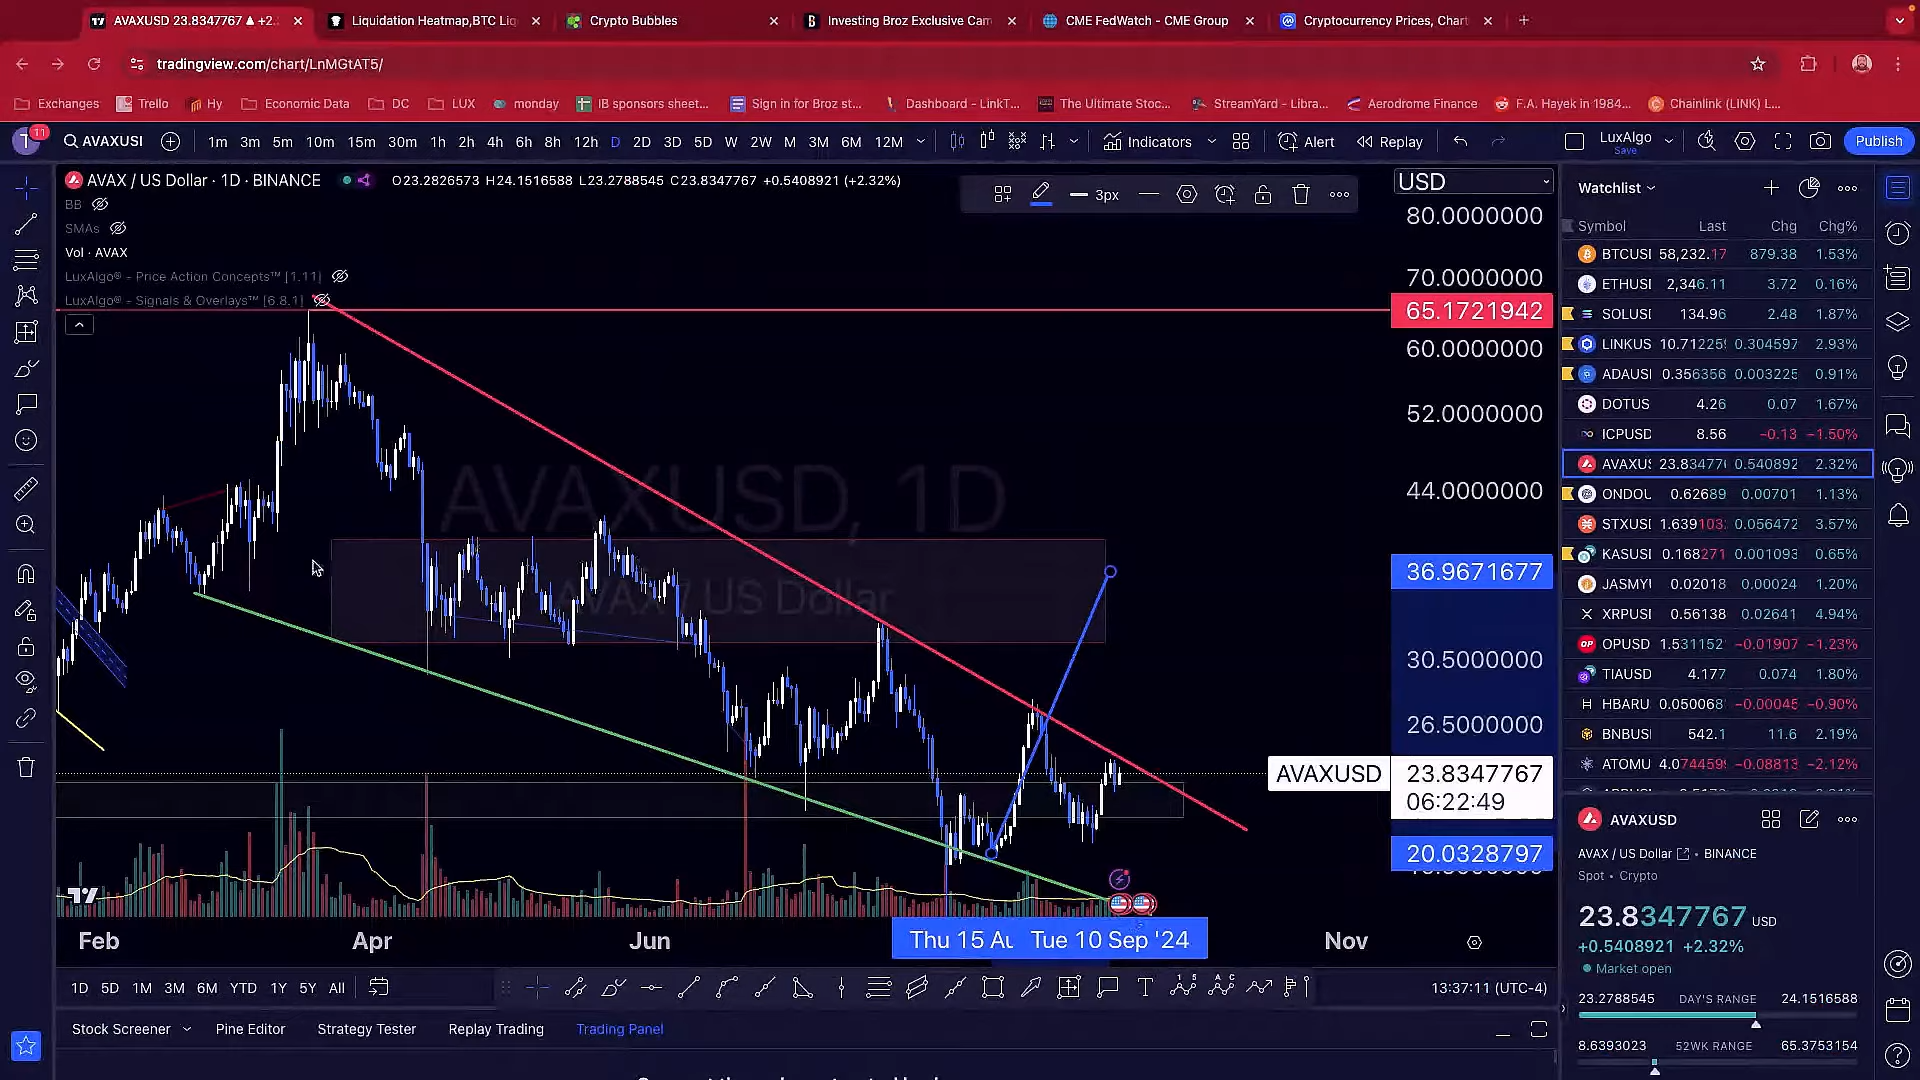 AVAXUSD 23.8347767 ▲ +2.
Liquidation Heatmap,BTC Liq
Crypto Bubbles
Investing Broz Exclusive Cam
CME FedWatch - CME Group
Cryptocurrency Prices, Chart
tradingview.com/chart/LnMGtAT5/
Exchanges
Trello
Hy
Economic Data
DC
LUX
monday
IB sponsors sheet...
Sign in for Broz st...
Dashboard - LinkT...
The Ultimate Stoc...
StreamYard - Libra...
Aerodrome Finance
F.A. Hayek in 1984...
Chainlink (LINK) L...
T 11
AVAXUSI
1m 3m 5m 10m 15m 30m 1h 2h 4h 6h 8h 12h D 2D 3D 5D W 2W M 3M 6M 12M
Indicators
Alert
Replay
LuxAlgo
Save
Publish
AVAX / US Dollar · 1D · BINANCE
O23.2826573 H24.1516588 L23.2788545 C23.8347767 +0.5408921 (+2.32%)
BB
SMAs
Vol · AVAX
LuxAlgo® - Price Action Concepts™ [1.11]
LuxAlgo® - Signals & Overlays™ [6.8.1]
3px
USD
80.0000000
70.0000000
65.1721942
60.0000000
52.0000000
44.0000000
36.9671677
30.5000000
26.5000000
AVAXUSD 23.8347767
06:22:49
20.0328797
AVAXUSD, 1D
AVAX / US Dollar
Feb Apr Jun Thu 15 Au Tue 10 Sep '24 Nov
1D 5D 1M 3M 6M YTD 1Y 5Y All
13:37:11 (UTC-4)
Stock Screener
Pine Editor
Strategy Tester
Replay Trading
Trading Panel
Watchlist
Symbol Last Chg Chg%
BTCUSI 58,232.17 879.38 1.53%
ETHUSI 2,346.11 3.72 0.16%
SOLUSI 134.96 2.48 1.87%
LINKUS 10.712255 0.304597 2.93%
ADAUSI 0.356356 0.003225 0.91%
DOTUS 4.26 0.07 1.67%
ICPUSD 8.56 −0.13 −1.50%
AVAXUS 23.83477 0.540892 2.32%
ONDOU 0.62689 0.00701 1.13%
STXUSI 1.639103 0.056472 3.57%
KASUSI 0.168271 0.001093 0.65%
JASMYI 0.02018 0.00024 1.20%
XRPUSI 0.56138 0.02641 4.94%
OPUSD 1.531152 −0.01907 −1.23%
TIAUSD 4.177 0.074 1.80%
HBARU 0.050068 −0.00045 −0.90%
BNBUSI 542.1 11.6 2.19%
ATOMU 4.074459 −0.08813 −2.12%
AVAXUSD
AVAX / US Dollar • BINANCE
Spot • Crypto
23.8347767 USD
+0.5408921 +2.32%
Market open
23.2788545 DAY'S RANGE 24.1516588
8.6393023 52WK RANGE 65.3753154